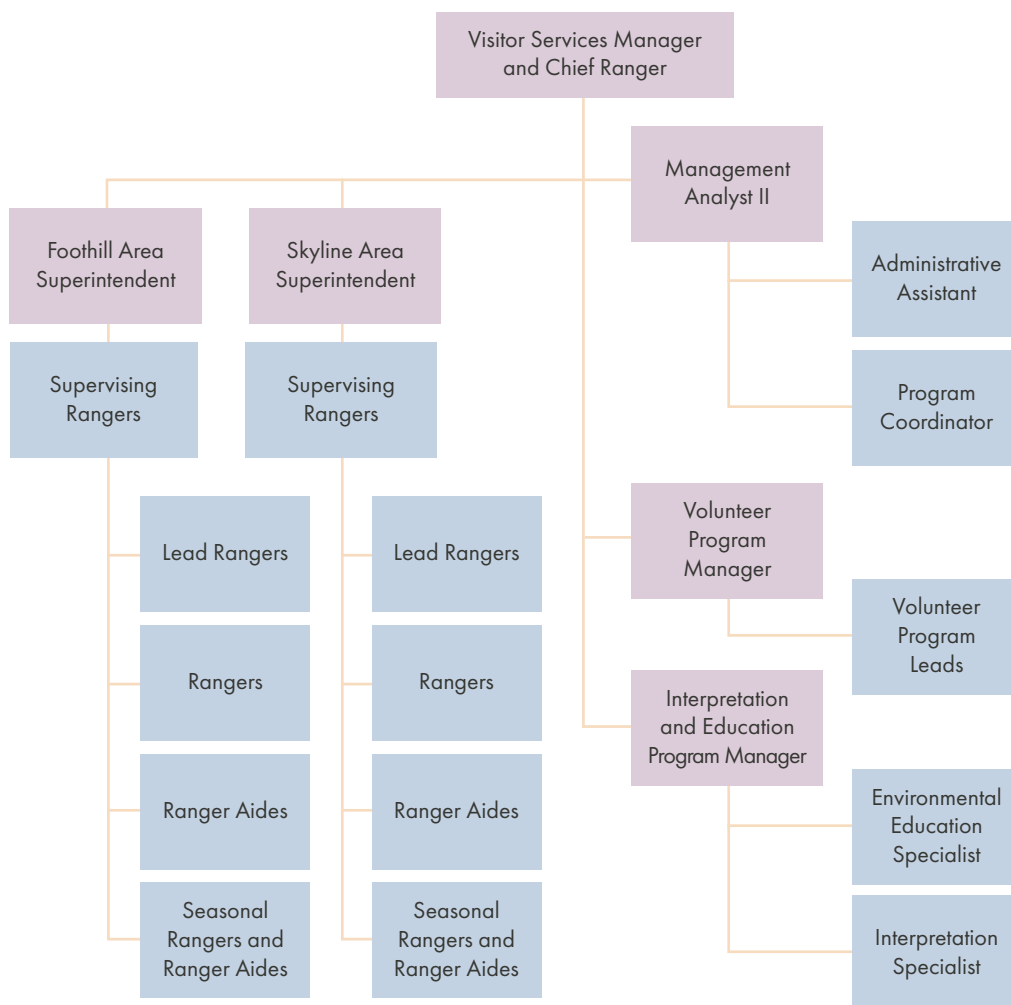 Visitor Services Manager
and Chief Ranger
Management
Analyst II
Foothill Area
Superintendent
Skyline Area
Superintendent
Administrative
Assistant
Supervising
Rangers
Supervising
Rangers
Program
Coordinator
Lead Rangers
Lead Rangers
Volunteer
Program
Manager
Volunteer
Program
Leads
Rangers
Rangers
Interpretation
and Education
Program Manager
Ranger Aides
Ranger Aides
Environmental
Education
Specialist
Seasonal
Rangers and
Ranger Aides
Seasonal
Rangers and
Ranger Aides
Interpretation
Specialist